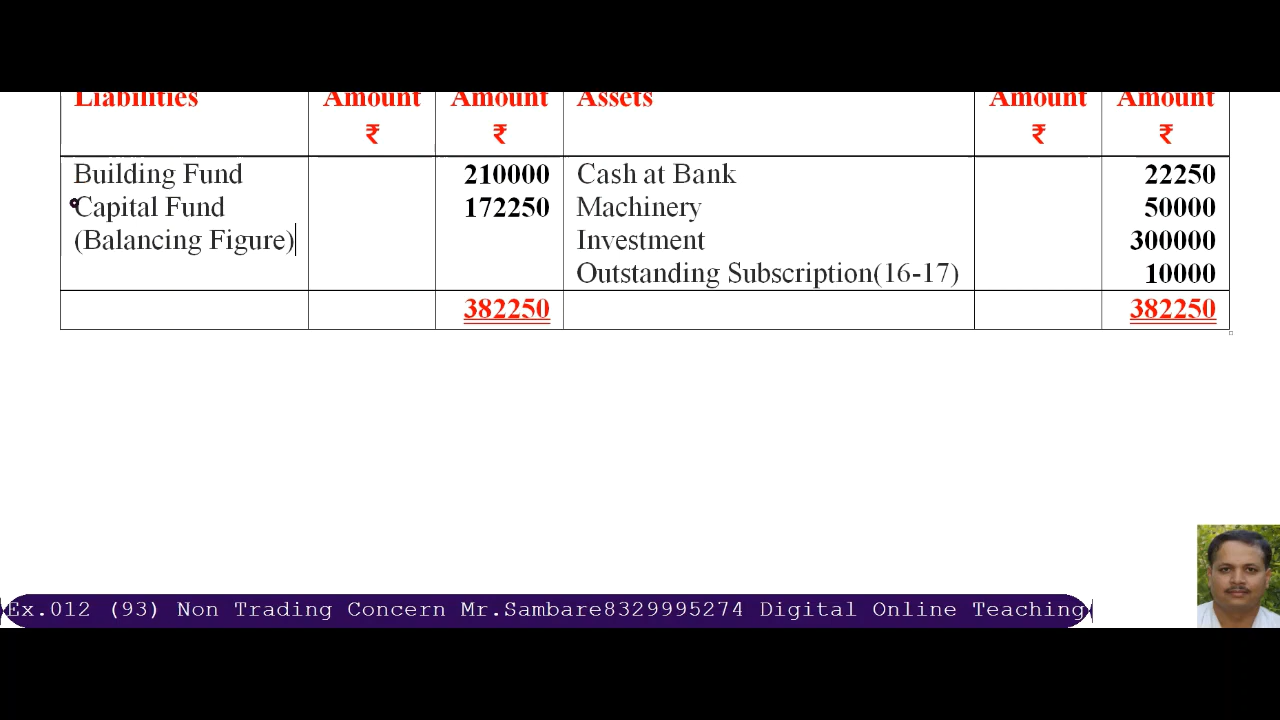 Liabilities Amount Amount Assets Amount Amount
₹ ₹ ₹ ₹
Building Fund 210000 Cash at Bank 22250
Capital Fund 172250 Machinery 50000
(Balancing Figure) Investment 300000
Outstanding Subscription(16-17) 10000
382250 382250
Ex.012 (93) Non Trading Concern Mr.Sambare8329995274 Digital Online Teaching